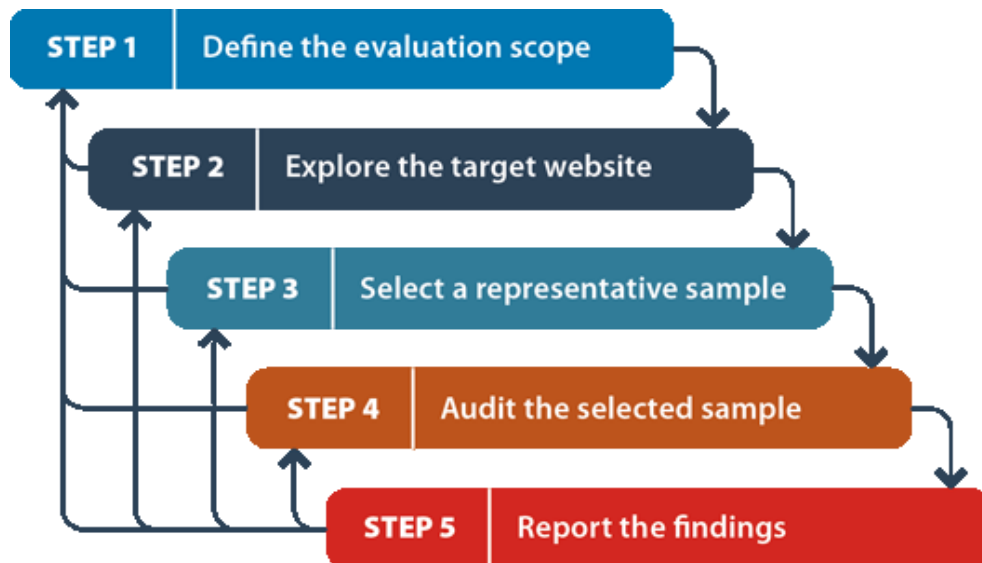 STEP 1 Define the evaluation scope
STEP 2 Explore the target website
STEP 3 Select a representative sample
STEP 4 Audit the selected sample
STEP 5 Report the findings